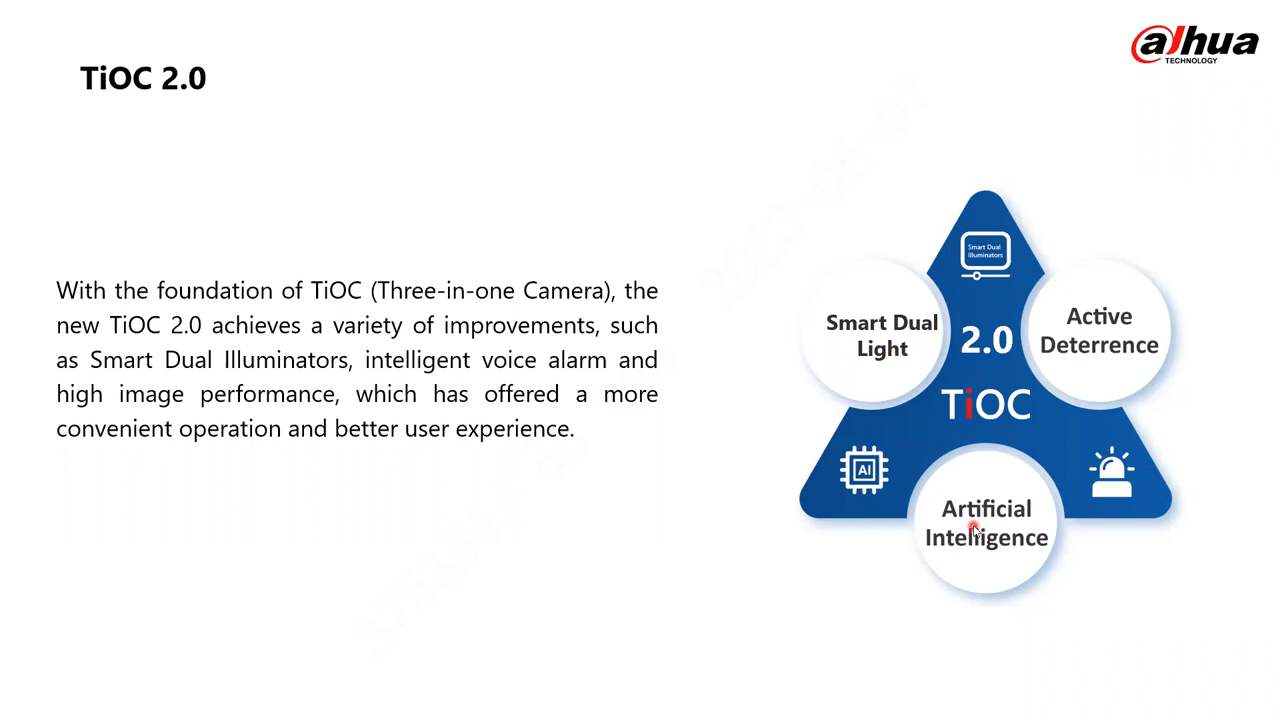 alhua
TECHNOLOGY
TiOC 2.0
With the foundation of TiOC (Three-in-one Camera), the
new TiOC 2.0 achieves a variety of improvements, such
as Smart Dual Illuminators, intelligent voice alarm and
high image performance, which has offered a more
convenient operation and better user experience.
Smart Dual
Illuminators
Smart Dual
Light
Active
Deterrence
2.0
TiOC
AI
Artificial
Intelligence